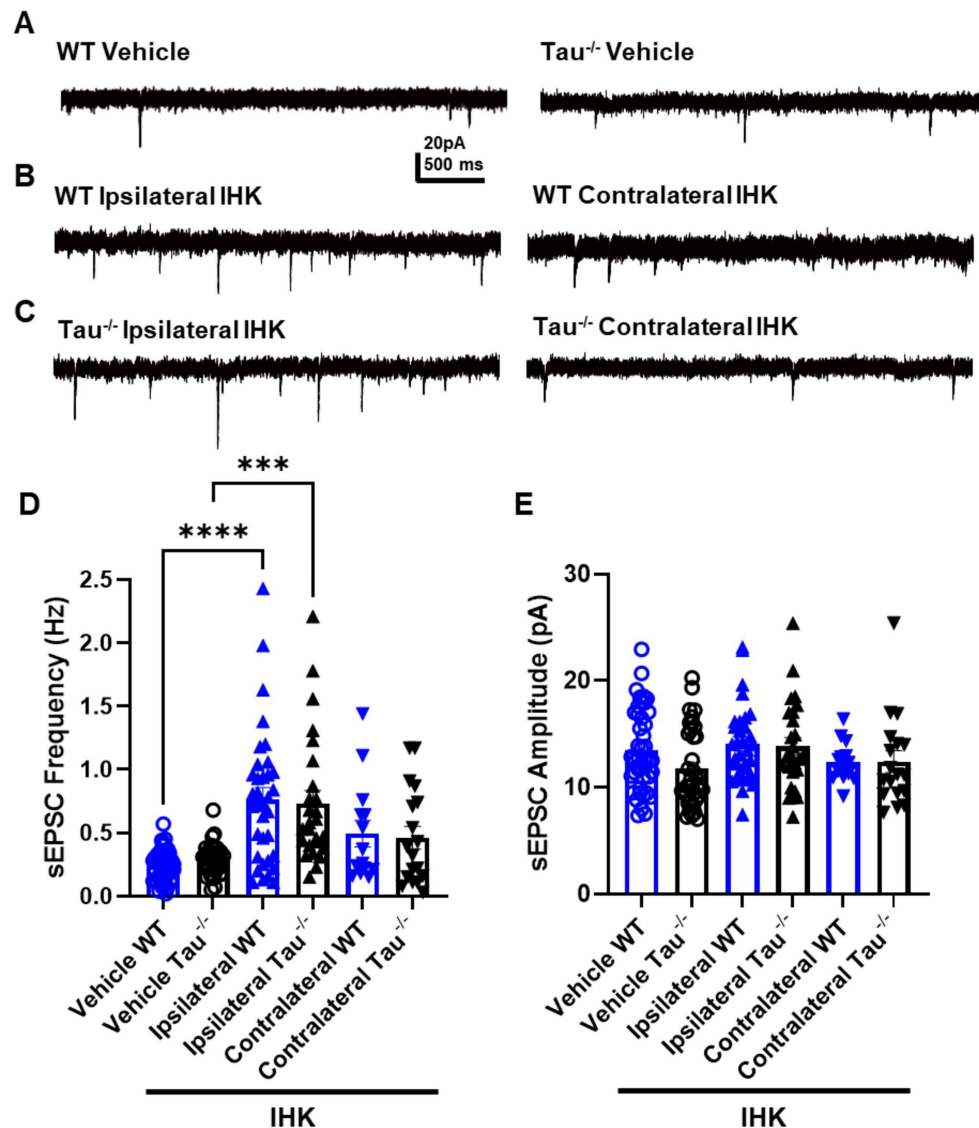 A
WT Vehicle
Tau-/- Vehicle
20pA
500 ms
B
WT Ipsilateral IHK
WT Contralateral IHK
C
Tau-/- Ipsilateral IHK
Tau-/- Contralateral IHK
D
***
****
sEPSC Frequency (Hz)
2.5
2.0
1.5
1.0
0.5
0.0
Vehicle WT
Vehicle Tau-/-
Ipsilateral WT
Ipsilateral Tau-/-
Contralateral WT
Contralateral Tau-/-
IHK
E
sEPSC Amplitude (pA)
30
20
10
0
Vehicle WT
Vehicle Tau-/-
Ipsilateral WT
Ipsilateral Tau-/-
Contralateral WT
Contralateral Tau-/-
IHK